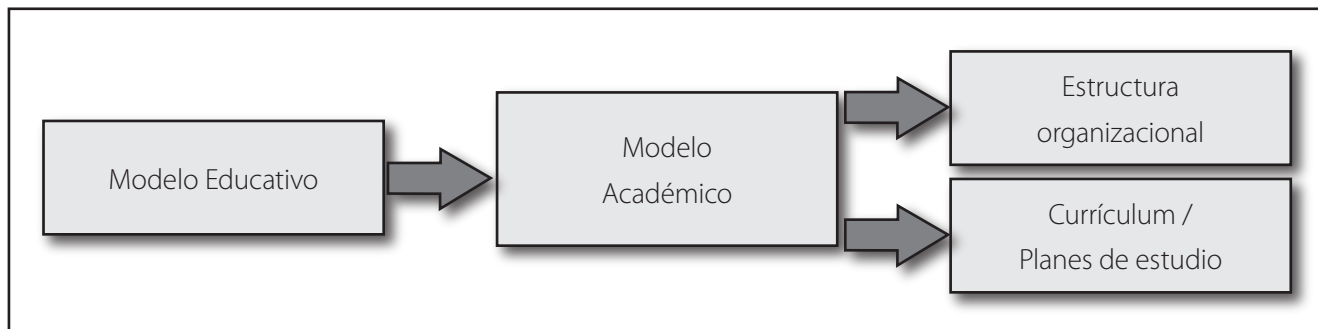 Modelo Educativo
Modelo
Académico
Estructura
organizacional
Currículum /
Planes de estudio